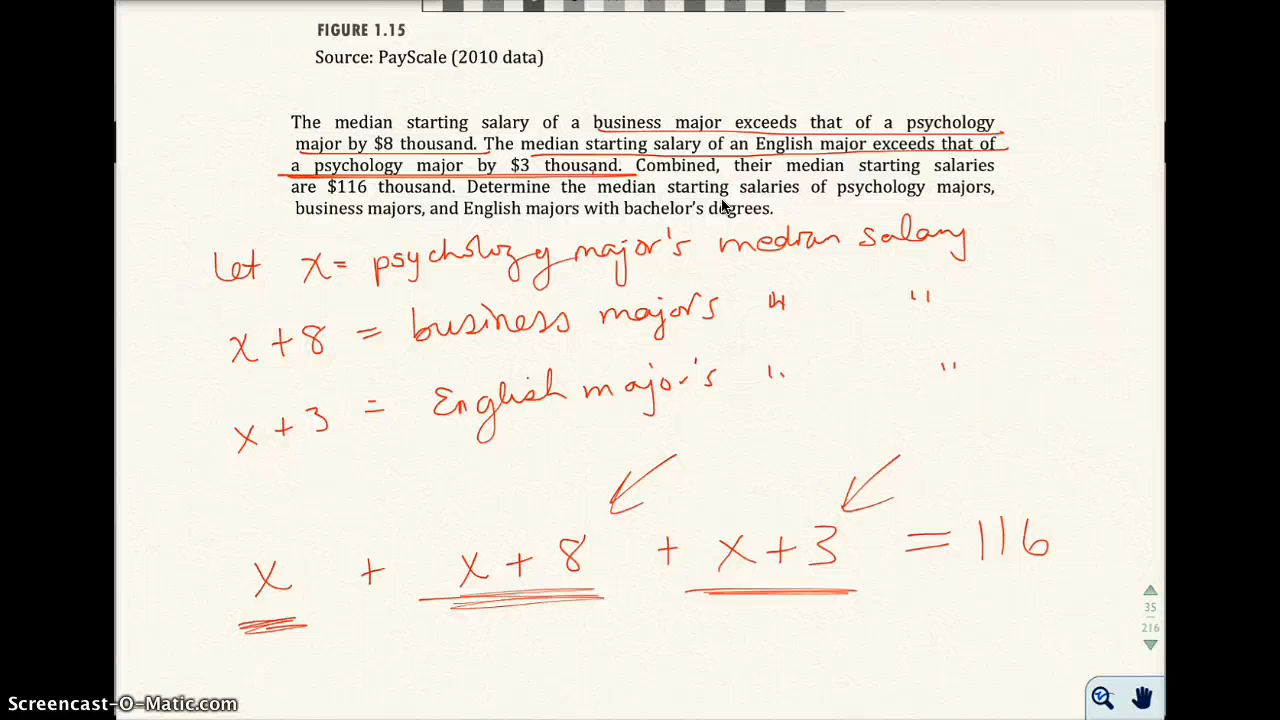 FIGURE 1.15
Source: PayScale (2010 data)
The median starting salary of a business major exceeds that of a psychology
major by $8 thousand. The median starting salary of an English major exceeds that of
a psychology major by $3 thousand. Combined, their median starting salaries
are $116 thousand. Determine the median starting salaries of psychology majors,
business majors, and English majors with bachelor's degrees.
Let x = psychology major's median salary
x + 8 = business major's " "
x + 3 = English major's " "
x + x + 8 + x + 3 = 116
35
216
Screencast-O-Matic.com